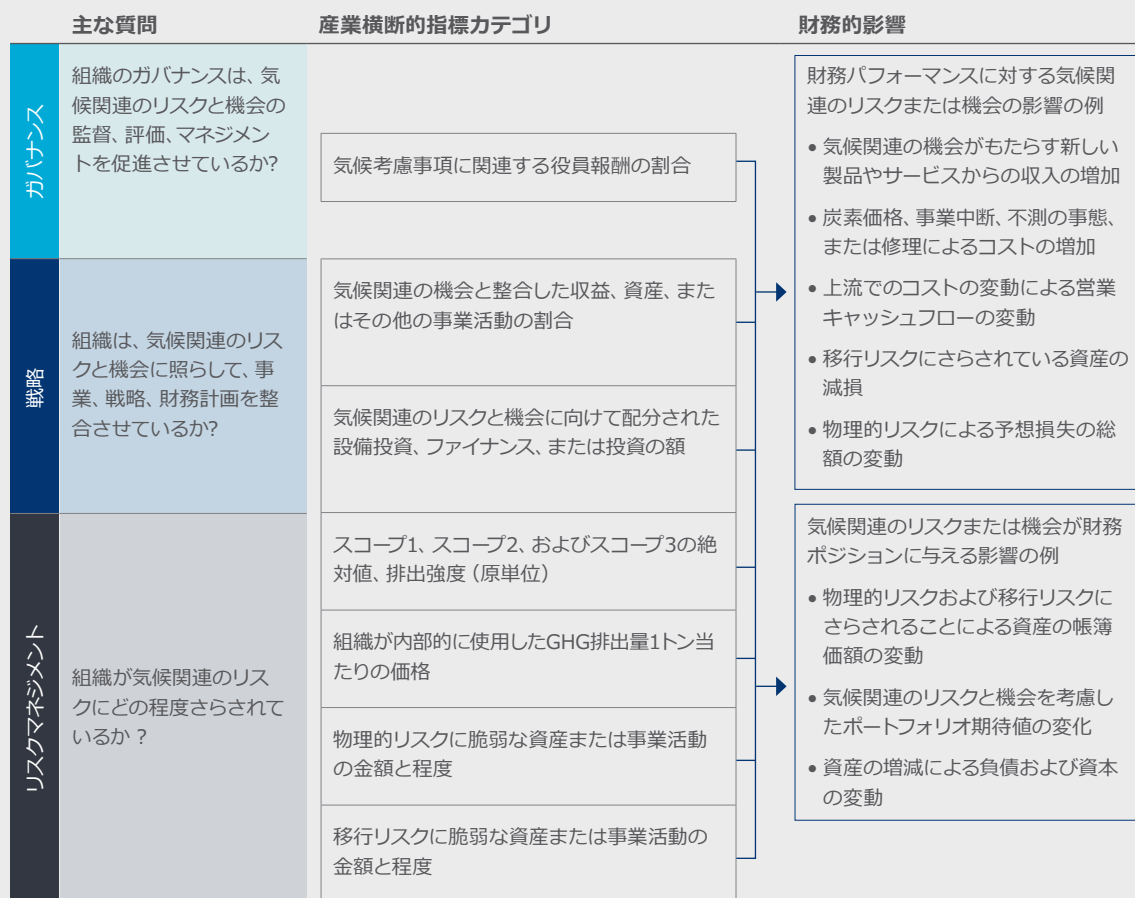 主な質問
産業横断的指標カテゴリ
財務的影響
ガバナンス
組織のガバナンスは、気
候関連のリスクと機会の
監督、評価、マネジメン
トを促進させているか?
気候考慮事項に関連する役員報酬の割合
戦略
組織は、気候関連のリス
クと機会に照らして、事
業、戦略、財務計画を整
合させているか?
気候関連の機会と整合した収益、資産、また
はその他の事業活動の割合
気候関連のリスクと機会に向けて配分された
設備投資、ファイナンス、または投資の額
リスクマネジメント
組織が気候関連のリス
クにどの程度さらされて
いるか ?
スコープ1、スコープ2、およびスコープ3の絶
対値、排出強度（原単位）
組織が内部的に使用したGHG排出量1トン当
たりの価格
物理的リスクに脆弱な資産または事業活動
の金額と程度
移行リスクに脆弱な資産または事業活動の
金額と程度
財務パフォーマンスに対する気候関
連のリスクまたは機会の影響の例
• 気候関連の機会がもたらす新しい
製品やサービスからの収入の増加
• 炭素価格、事業中断、不測の事態、
または修理によるコストの増加
• 上流でのコストの変動による営業
キャッシュフローの変動
• 移行リスクにさらされている資産の
減損
• 物理的リスクによる予想損失の総
額の変動
気候関連のリスクまたは機会が財務
ポジションに与える影響の例
• 物理的リスクおよび移行リスクに
さらされることによる資産の帳簿
価額の変動
• 気候関連のリスクと機会を考慮し
たポートフォリオ期待値の変化
• 資産の増減による負債および資本
の変動